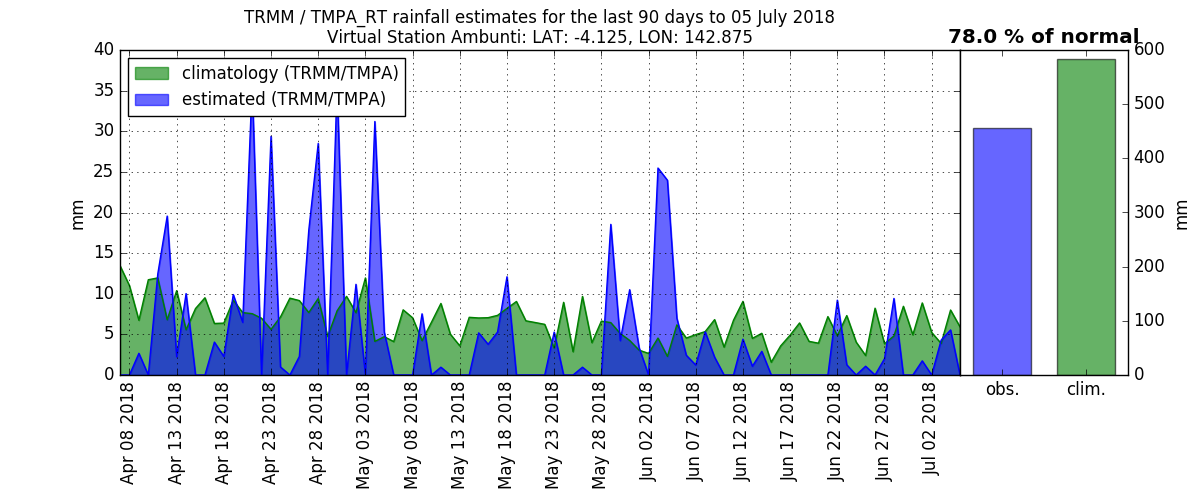 TRMM / TMPA_RT rainfall estimates for the last 90 days to 05 July 2018
Virtual Station Ambunti: LAT: -4.125, LON: 142.875
78.0 % of normal
climatology (TRMM/TMPA)
estimated (TRMM/TMPA)
40
35
30
25
20
15
10
5
0
mm
Apr 08 2018
Apr 13 2018
Apr 18 2018
Apr 23 2018
Apr 28 2018
May 03 2018
May 08 2018
May 13 2018
May 18 2018
May 23 2018
May 28 2018
Jun 02 2018
Jun 07 2018
Jun 12 2018
Jun 17 2018
Jun 22 2018
Jun 27 2018
Jul 02 2018
obs.
clim.
600
500
400
300
200
100
0
mm